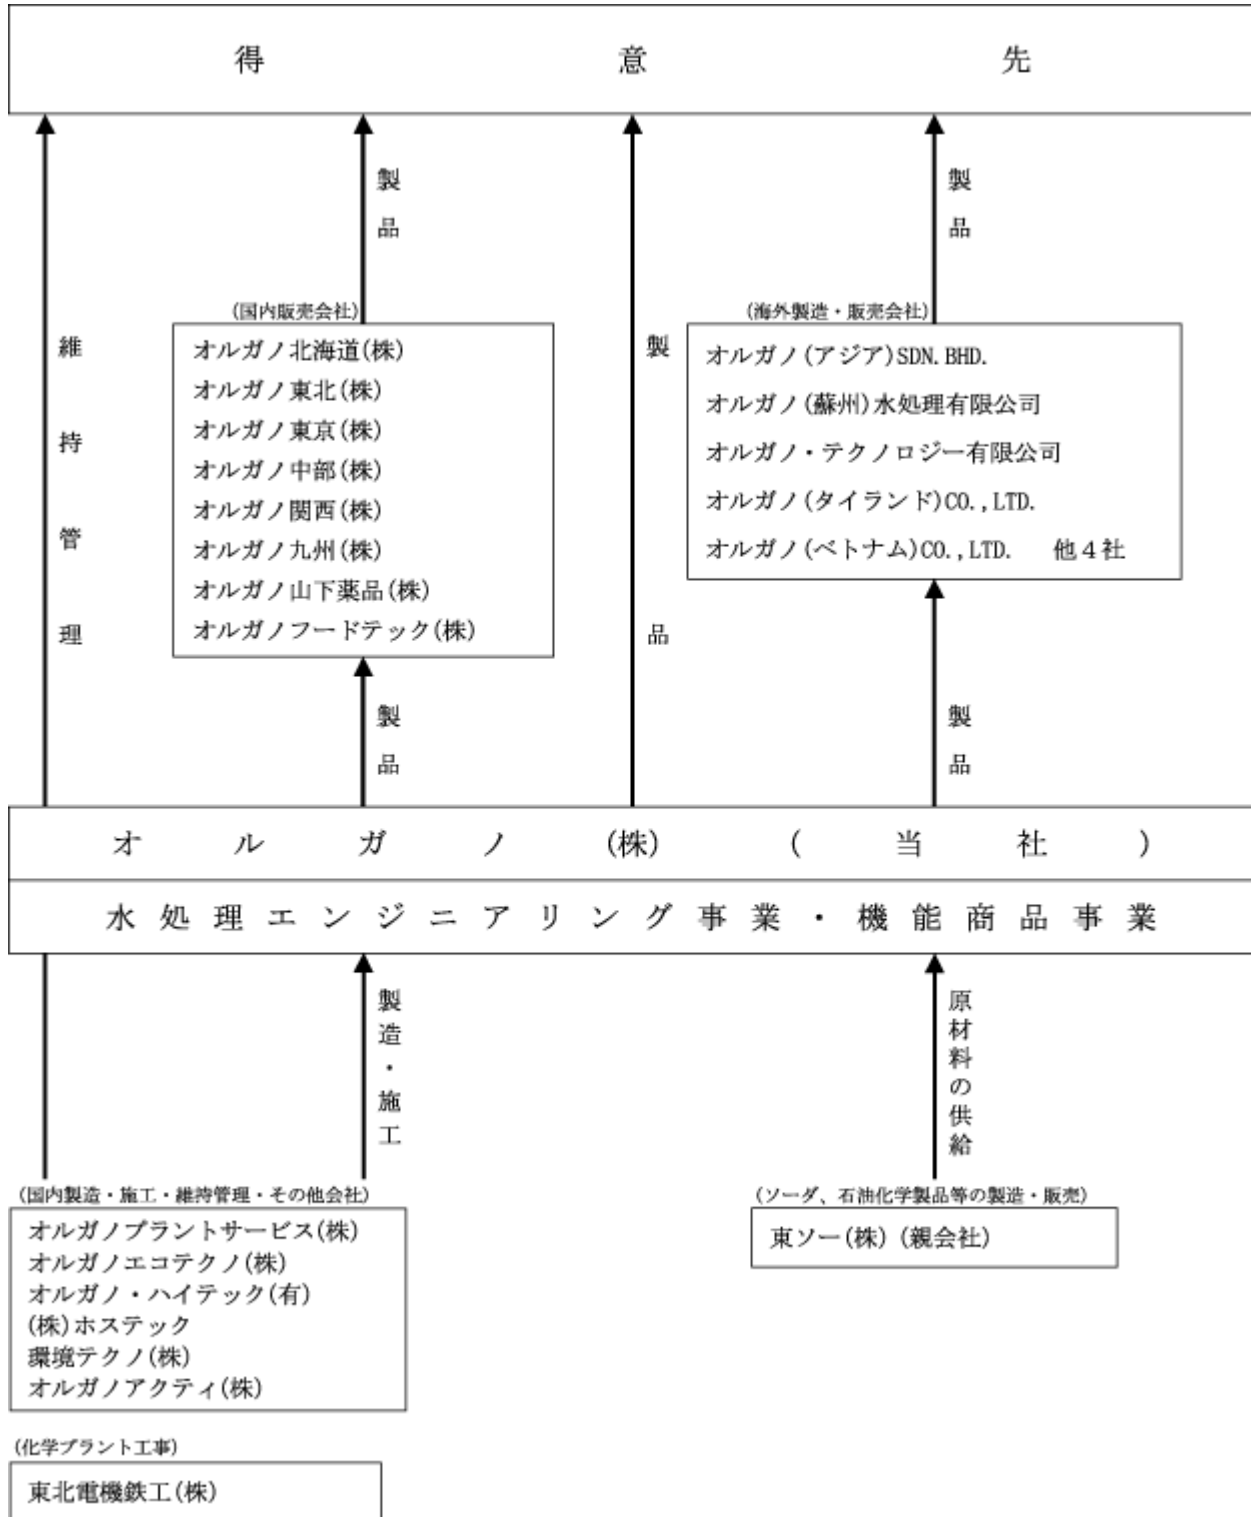 得意先
製品
製品
(国内販売会社)
オルガノ北海道(株)
オルガノ東北(株)
オルガノ東京(株)
オルガノ中部(株)
オルガノ関西(株)
オルガノ九州(株)
オルガノ山下薬品(株)
オルガノフードテック(株)
(海外製造・販売会社)
オルガノ(アジア)SDN.BHD.
オルガノ(蘇州)水処理有限公司
オルガノ・テクノロジー有限公司
オルガノ(タイランド)CO.,LTD.
オルガノ(ベトナム)CO.,LTD. 他4社
維持管理
製品
製品
製品
オルガノ(株)(当社)
水処理エンジニアリング事業・機能商品事業
製造・施工
原材料の供給
(国内製造・施工・維持管理・その他会社)
オルガノプラントサービス(株)
オルガノエコテクノ(株)
オルガノ・ハイテック(有)
(株)ホステック
環境テクノ(株)
オルガノアクティ(株)
(ソーダ、石油化学製品等の製造・販売)
東ソー(株)(親会社)
(化学プラント工事)
東北電機鉄工(株)